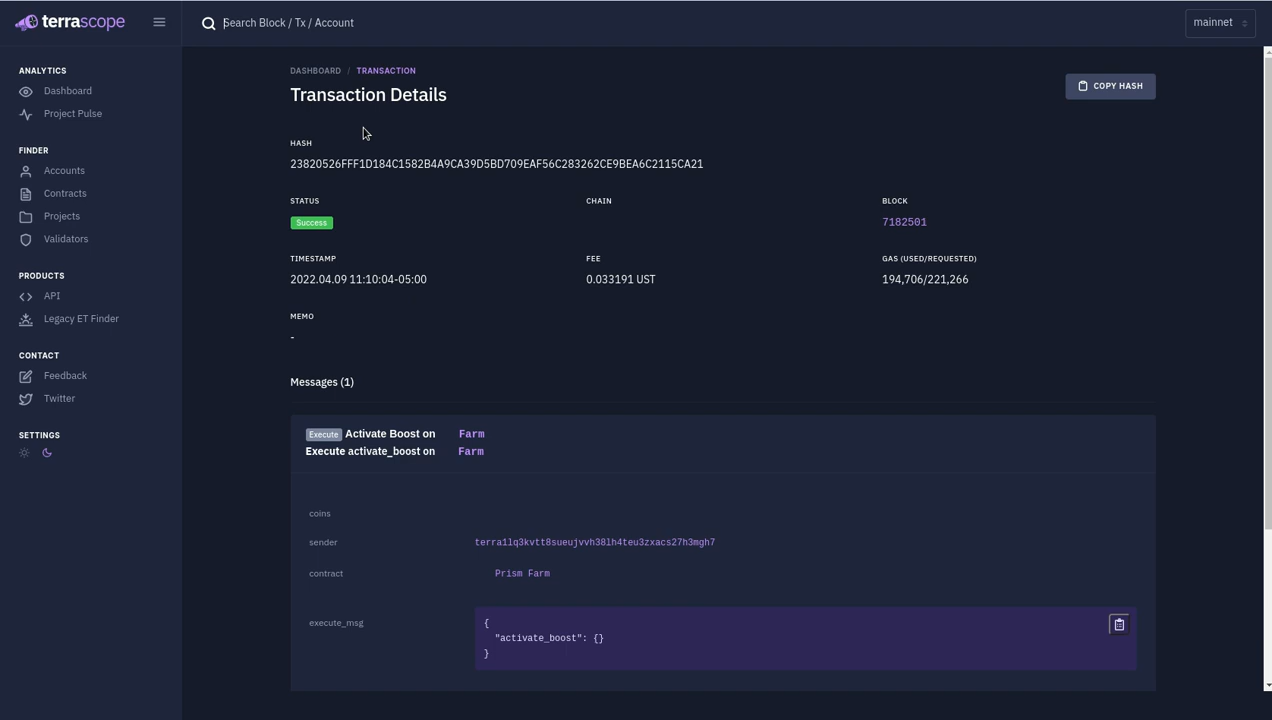 terrascope
Search Block / Tx / Account
mainnet
ANALYTICS
Dashboard
Project Pulse
FINDER
Accounts
Contracts
Projects
Validators
PRODUCTS
API
Legacy ET Finder
CONTACT
Feedback
Twitter
SETTINGS
DASHBOARD / TRANSACTION
Transaction Details
COPY HASH
HASH
23820526FFF1D184C1582B4A9CA39D5BD709EAF56C283262CE9BEA6C2115CA21
STATUS
Success
CHAIN
BLOCK
7182501
TIMESTAMP
2022.04.09 11:10:04-05:00
FEE
0.033191 UST
GAS (USED/REQUESTED)
194,706/221,266
MEMO
-
Messages (1)
Execute Activate Boost on Farm
Execute activate_boost on Farm
coins
sender
terra1lq3kvtt8sueujvvh38lh4teu3zxacs27h3mgh7
contract
Prism Farm
execute_msg
{
"activate_boost": {}
}